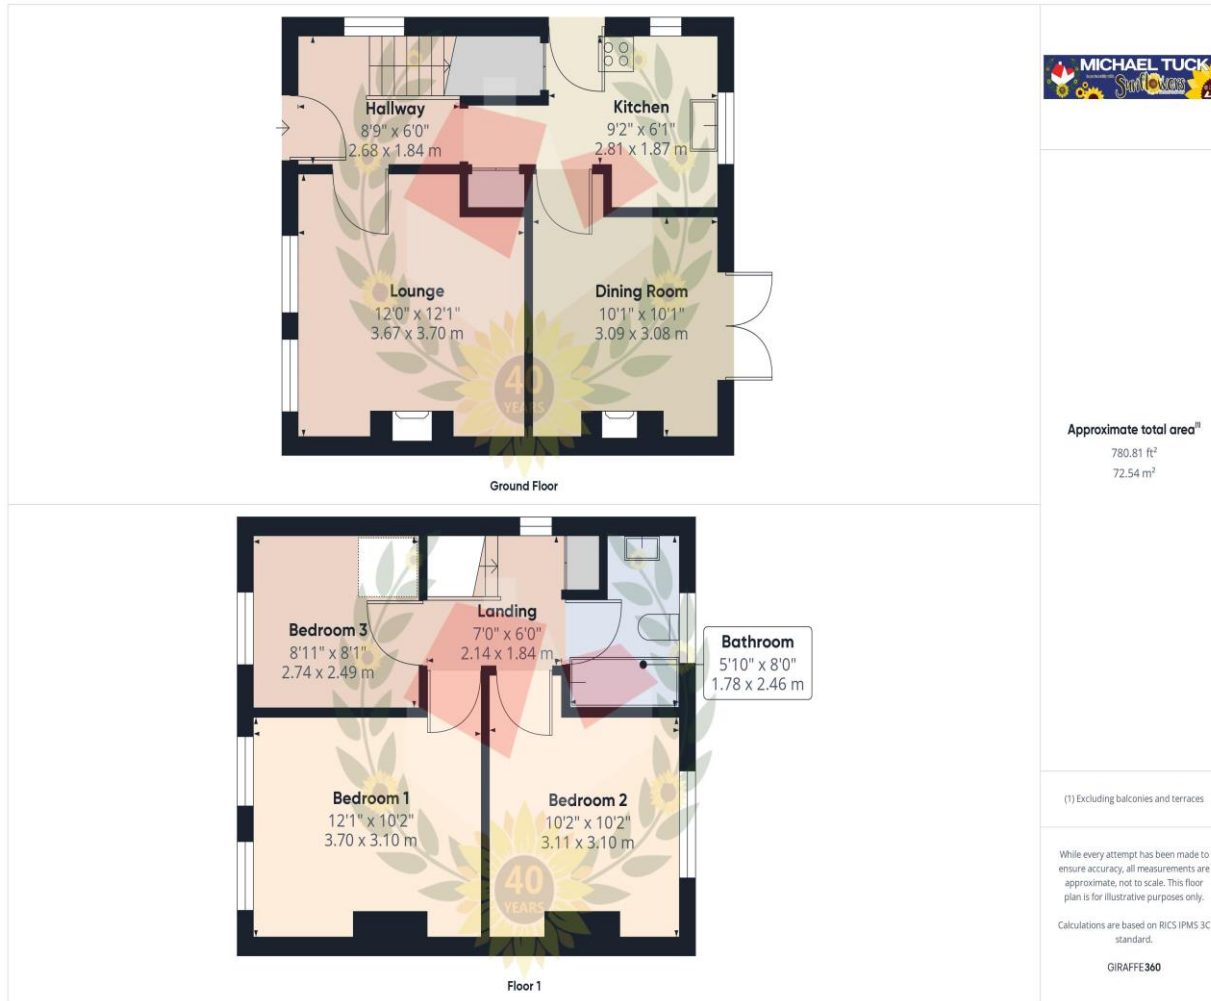 Hallway
8'9" x 6'0"
2.68 x 1.84 m
Kitchen
9'2" x 6'1"
2.81 x 1.87 m
Lounge
12'0" x 12'1"
3.67 x 3.70 m
Dining Room
10'1" x 10'1"
3.09 x 3.08 m
40
YEARS
Ground Floor
Bedroom 3
8'11" x 8'1"
2.74 x 2.49 m
Landing
7'0" x 6'0"
2.14 x 1.84 m
Bathroom
5'10" x 8'0"
1.78 x 2.46 m
Bedroom 1
12'1" x 10'2"
3.70 x 3.10 m
Bedroom 2
10'2" x 10'2"
3.11 x 3.10 m
40
YEARS
Floor 1
MICHAEL TUCK
Sunflowers
Approximate total area(1)
780.81 ft²
72.54 m²
(1) Excluding balconies and terraces
While every attempt has been made to
ensure accuracy, all measurements are
approximate, not to scale. This floor
plan is for illustrative purposes only.
Calculations are based on RICS IPMS 3C
standard.
GIRAFFE360